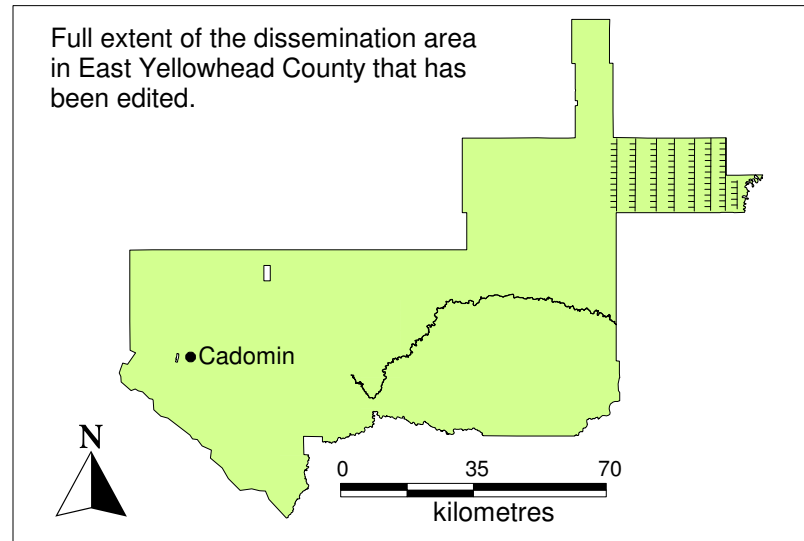 Full extent of the dissemination area
in East Yellowhead County that has
been edited.
Cadomin
N
0 35 70
kilometres